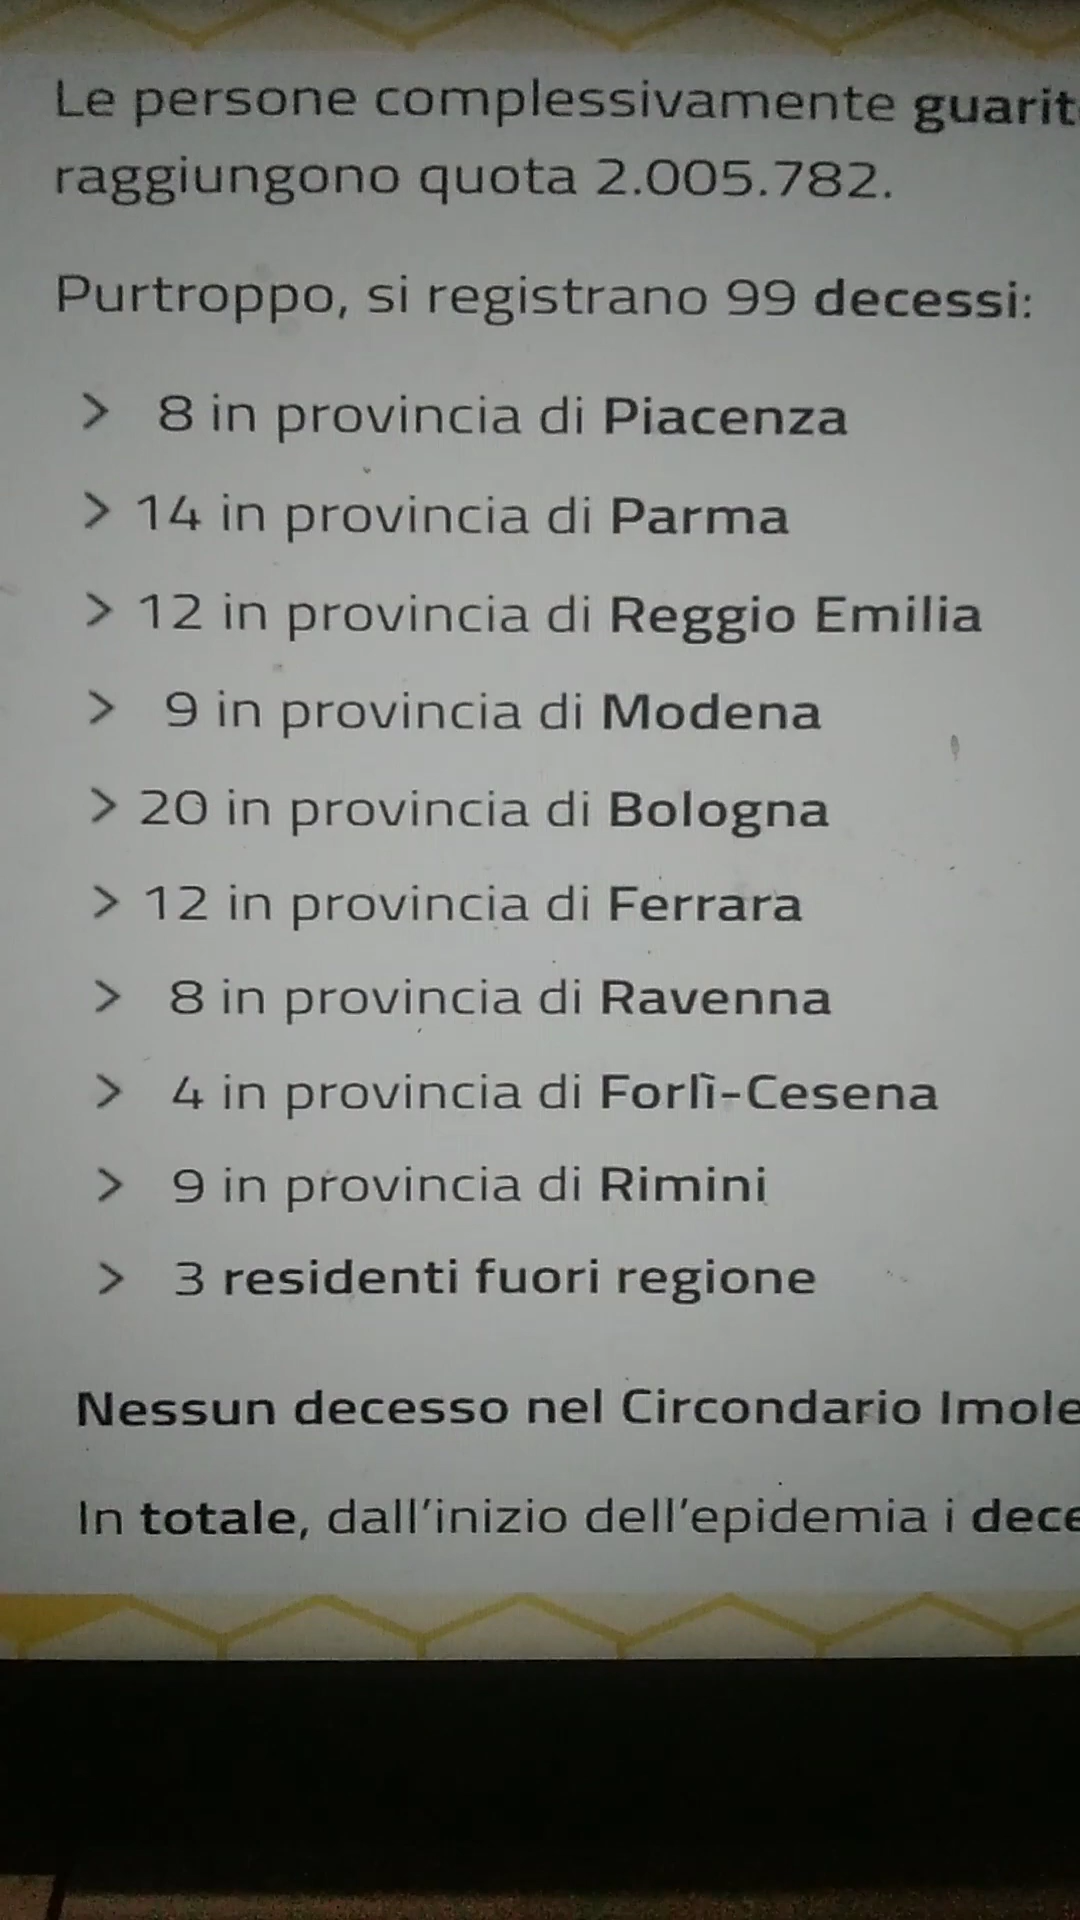 Le persone complessivamente guarit
raggiungono quota 2.005.782.
Purtroppo, si registrano 99 decessi:
> 8 in provincia di Piacenza
> 14 in provincia di Parma
> 12 in provincia di Reggio Emilia
> 9 in provincia di Modena
> 20 in provincia di Bologna
> 12 in provincia di Ferrara
> 8 in provincia di Ravenna
> 4 in provincia di Forlì-Cesena
> 9 in provincia di Rimini
> 3 residenti fuori regione
Nessun decesso nel Circondario Imole
In totale, dall'inizio dell'epidemia i dece